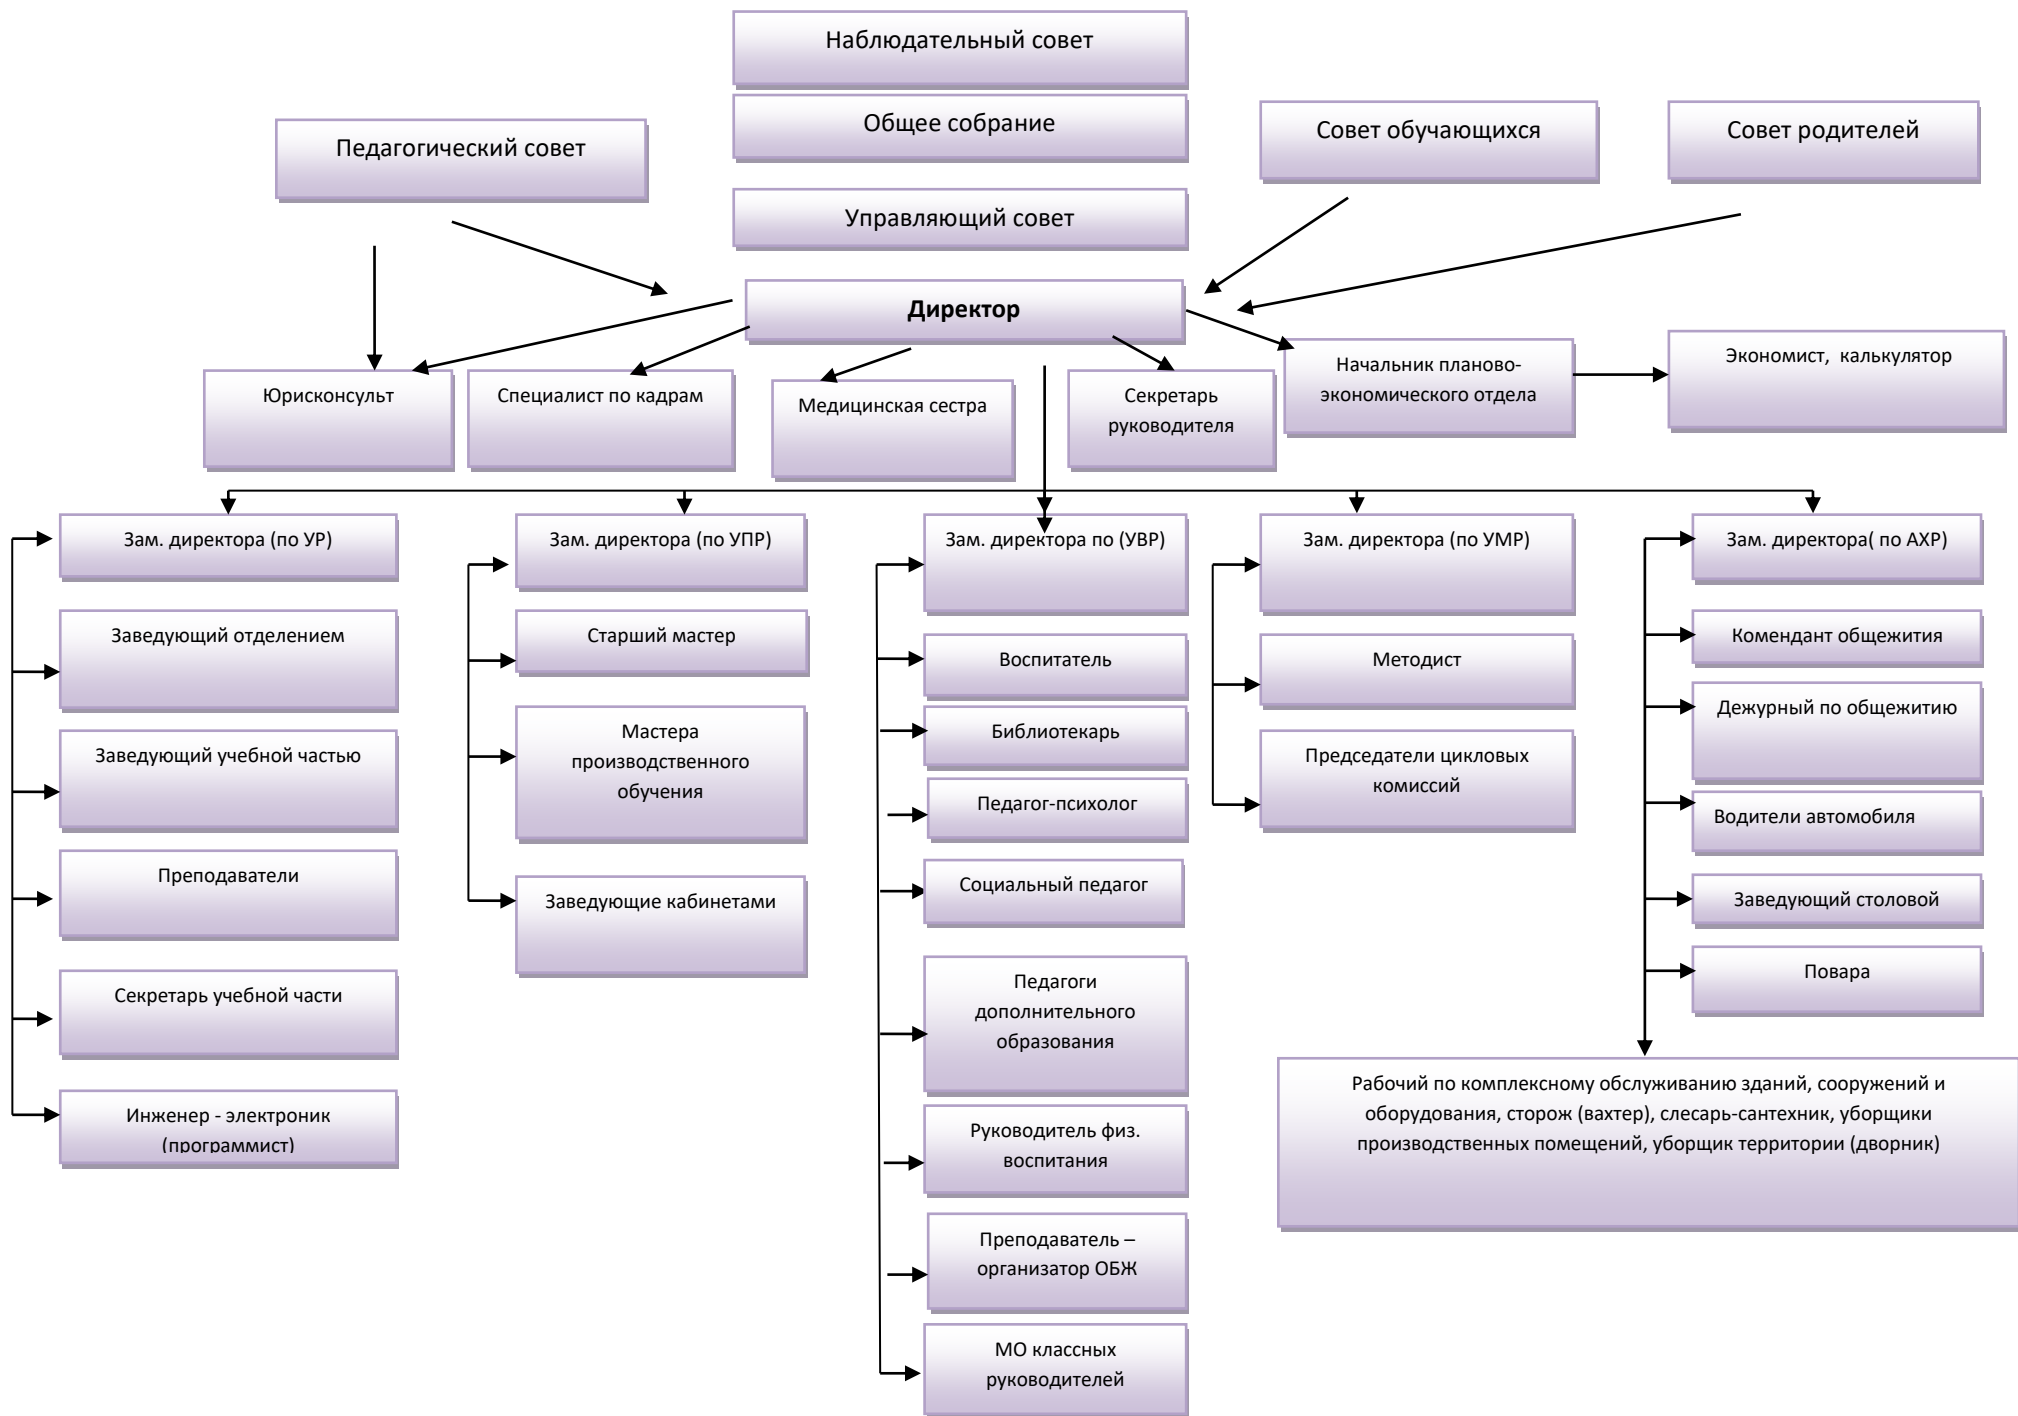 Наблюдательный совет
Общее собрание
Педагогический совет
Совет обучающихся
Совет родителей
Управляющий совет
Директор
Юрисконсульт
Специалист по кадрам
Медицинская сестра
Секретарь
руководителя
Начальник планово-
экономического отдела
Экономист,  калькулятор
Зам. директора (по УР)
Заведующий отделением
Заведующий учебной частью
Преподаватели
Секретарь учебной части
Инженер - электроник
(программист)
Зам. директора (по УПР)
Старший мастер
Мастера
производственного
обучения
Заведующие кабинетами
Зам. директора по (УВР)
Воспитатель
Библиотекарь
Педагог-психолог
Социальный педагог
Педагоги
дополнительного
образования
Руководитель физ.
воспитания
Преподаватель –
организатор ОБЖ
МО классных
руководителей
Зам. директора (по УМР)
Методист
Председатели цикловых
комиссий
Зам. директора( по АХР)
Комендант общежития
Дежурный по общежитию
Водители автомобиля
Заведующий столовой
Повара
Рабочий по комплексному обслуживанию зданий, сооружений и
оборудования, сторож (вахтер), слесарь-сантехник, уборщики
производственных помещений, уборщик территории (дворник)